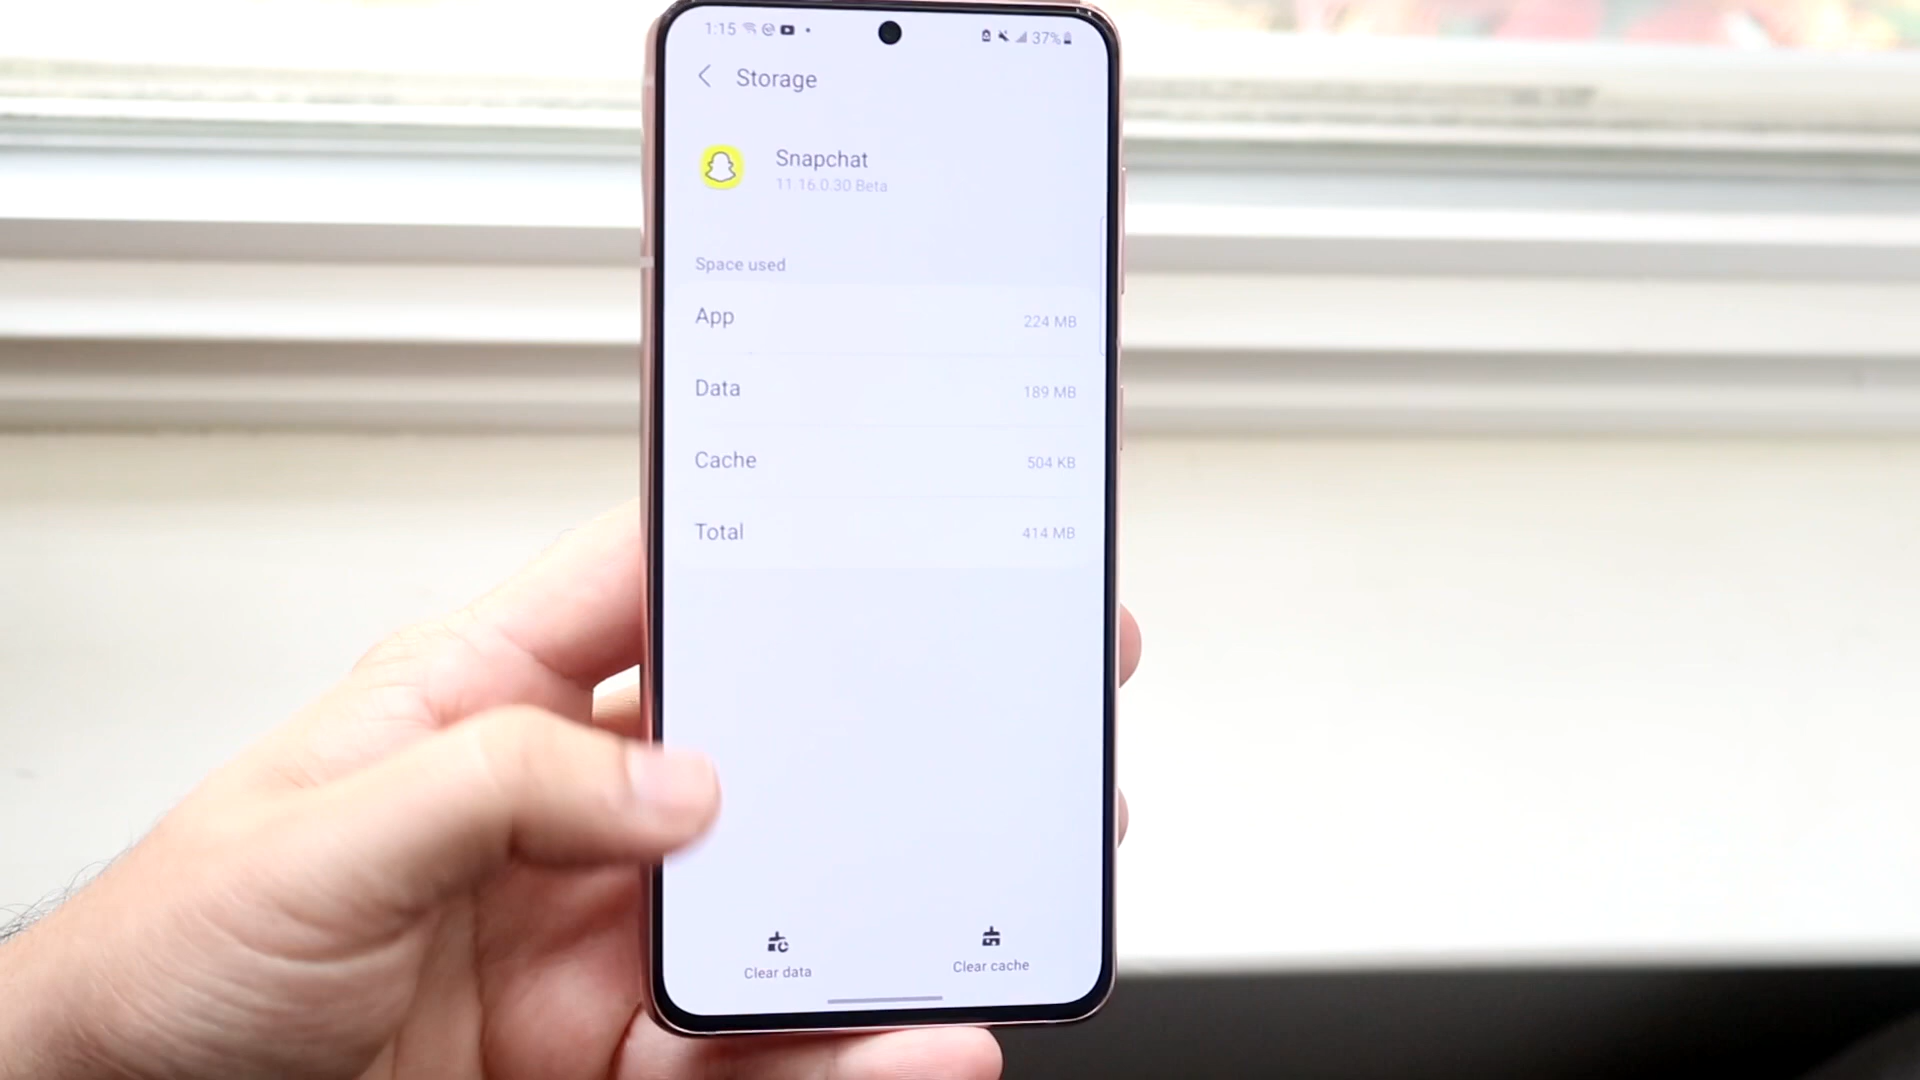 1:15
37%
Storage
Snapchat
11.16.0.30 Beta
Space used
App 224 MB
Data 189 MB
Cache 504 KB
Total 414 MB
Clear data
Clear cache